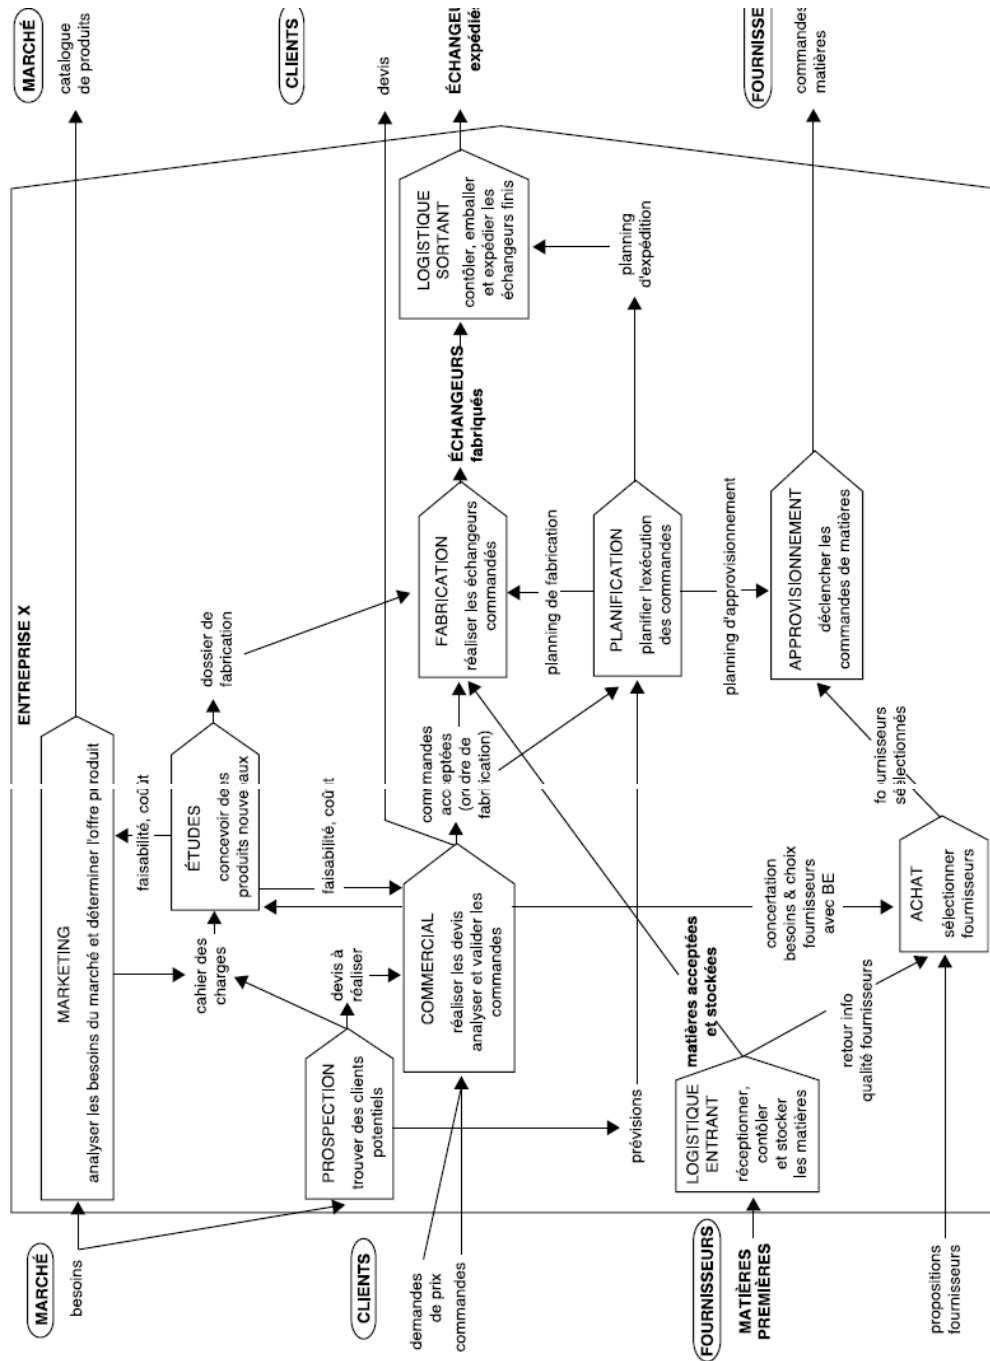 ENTREPRISE X
MARCHÉ
besoins
MARKETING
analyser les besoins du marché et déterminer l'offre produit
MARCHÉ
catalogue
de produits
faisabilité, coût
cahier des
charges
ÉTUDES
concevoir des
produits nouveaux
dossier de
fabrication
faisabilité, coût
PROSPECTION
trouver des clients
potentiels
devis à
réaliser
CLIENTS
demandes
de prix
commandes
COMMERCIAL
réaliser les devis
analyser et valider les
commandes
CLIENTS
devis
commandes
acceptées
(ordre de
fabrication)
FABRICATION
réaliser les échangeurs
commandés
ÉCHANGEURS
fabriqués
LOGISTIQUE
SORTANT
contôler, emballer
et expédier les
échangeurs finis
ÉCHANGEU
expédiés
planning de fabrication
prévisions
PLANIFICATION
planifier l'exécution
des commandes
planning
d'expédition
planning d'approvisionnement
FOURNISSEURS
MATIÈRES
PREMIÈRES
LOGISTIQUE
ENTRANT
réceptionner,
contôler
et stocker
les matières
matières acceptées
et stockées
concertation
besoins & choix
fournisseurs
avec BE
retour info
qualité fournisseurs
APPROVISIONNEMENT
déclencher les
commandes de matières
FOURNISSE
commandes
matières
fournisseurs
sélectionnés
propositions
fournisseurs
ACHAT
sélectionner
fournisseurs